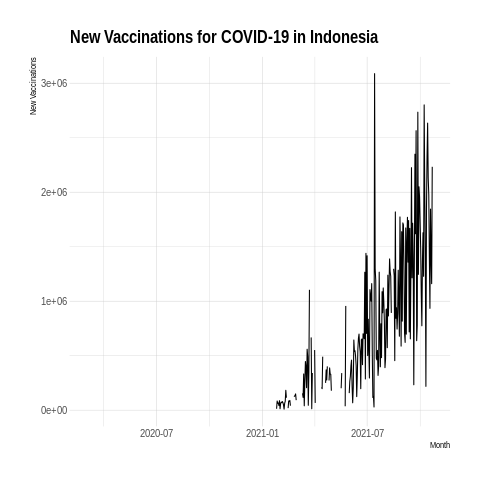 New Vaccinations for COVID-19 in Indonesia
New Vaccinations
3e+06
2e+06
1e+06
0e+00
2020-07
2021-01
2021-07
Month